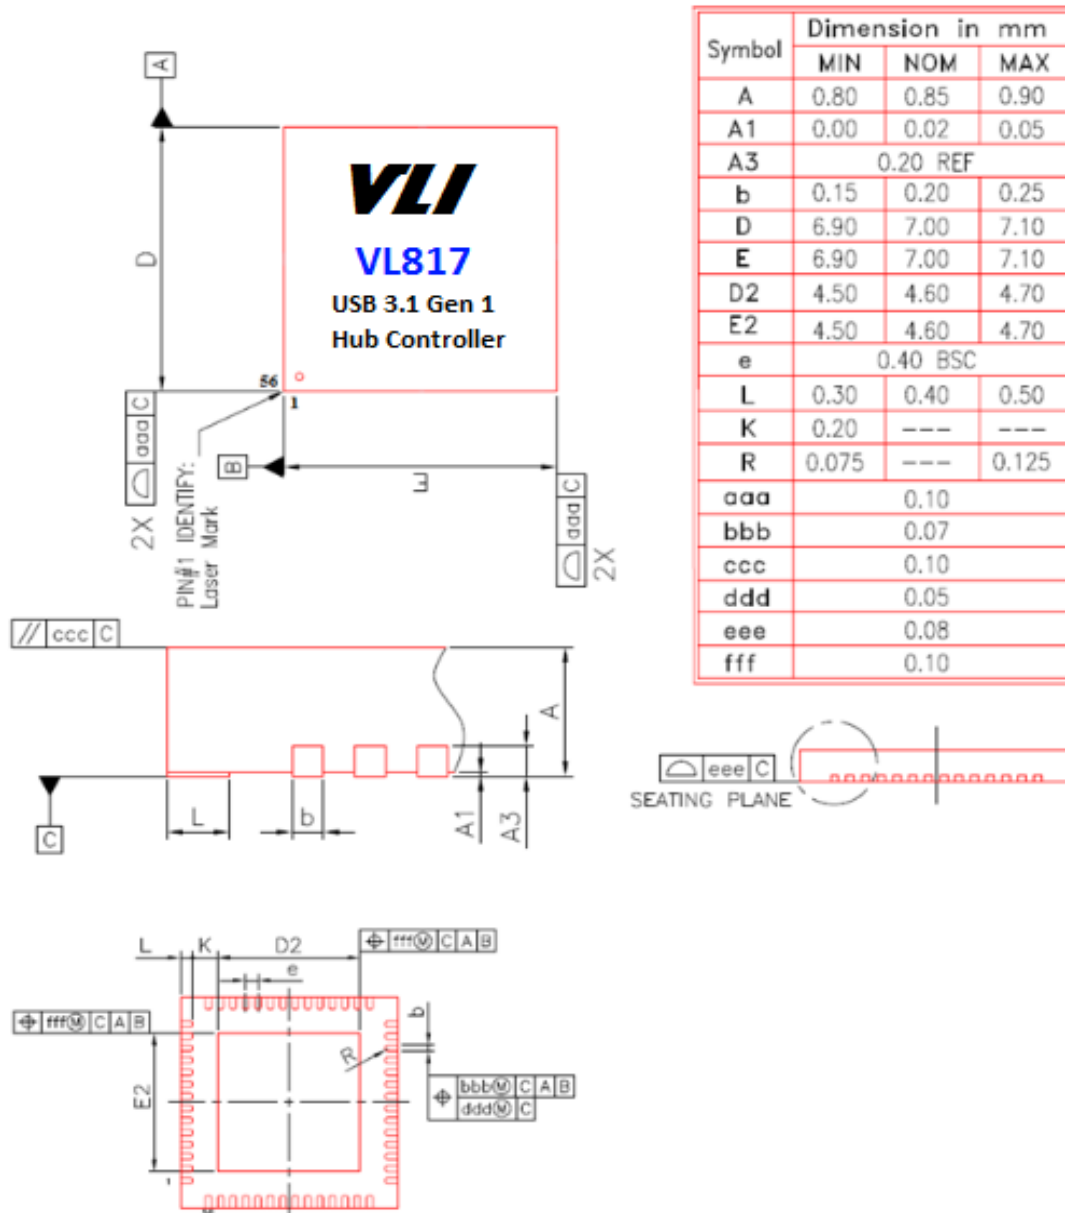 Symbol Dimension in mm
MIN NOM MAX
A 0.80 0.85 0.90
A1 0.00 0.02 0.05
A3 0.20 REF
b 0.15 0.20 0.25
D 6.90 7.00 7.10
E 6.90 7.00 7.10
D2 4.50 4.60 4.70
E2 4.50 4.60 4.70
e 0.40 BSC
L 0.30 0.40 0.50
K 0.20 --- ---
R 0.075 --- 0.125
aaa 0.10
bbb 0.07
ccc 0.10
ddd 0.05
eee 0.08
fff 0.10
A
D
VLI
VL817
USB 3.1 Gen 1
Hub Controller
56
1
aaa C
2X
PIN#1 IDENTIFY:
Laser Mark
B
E
aaa C
2X
// ccc C
A
L
b
A1
A3
C
eee C
SEATING PLANE
L K D2
fffⓂ C A B
e
fffⓂ C A B
b
R
E2
bbbⓂ C A B
dddⓂ C
1